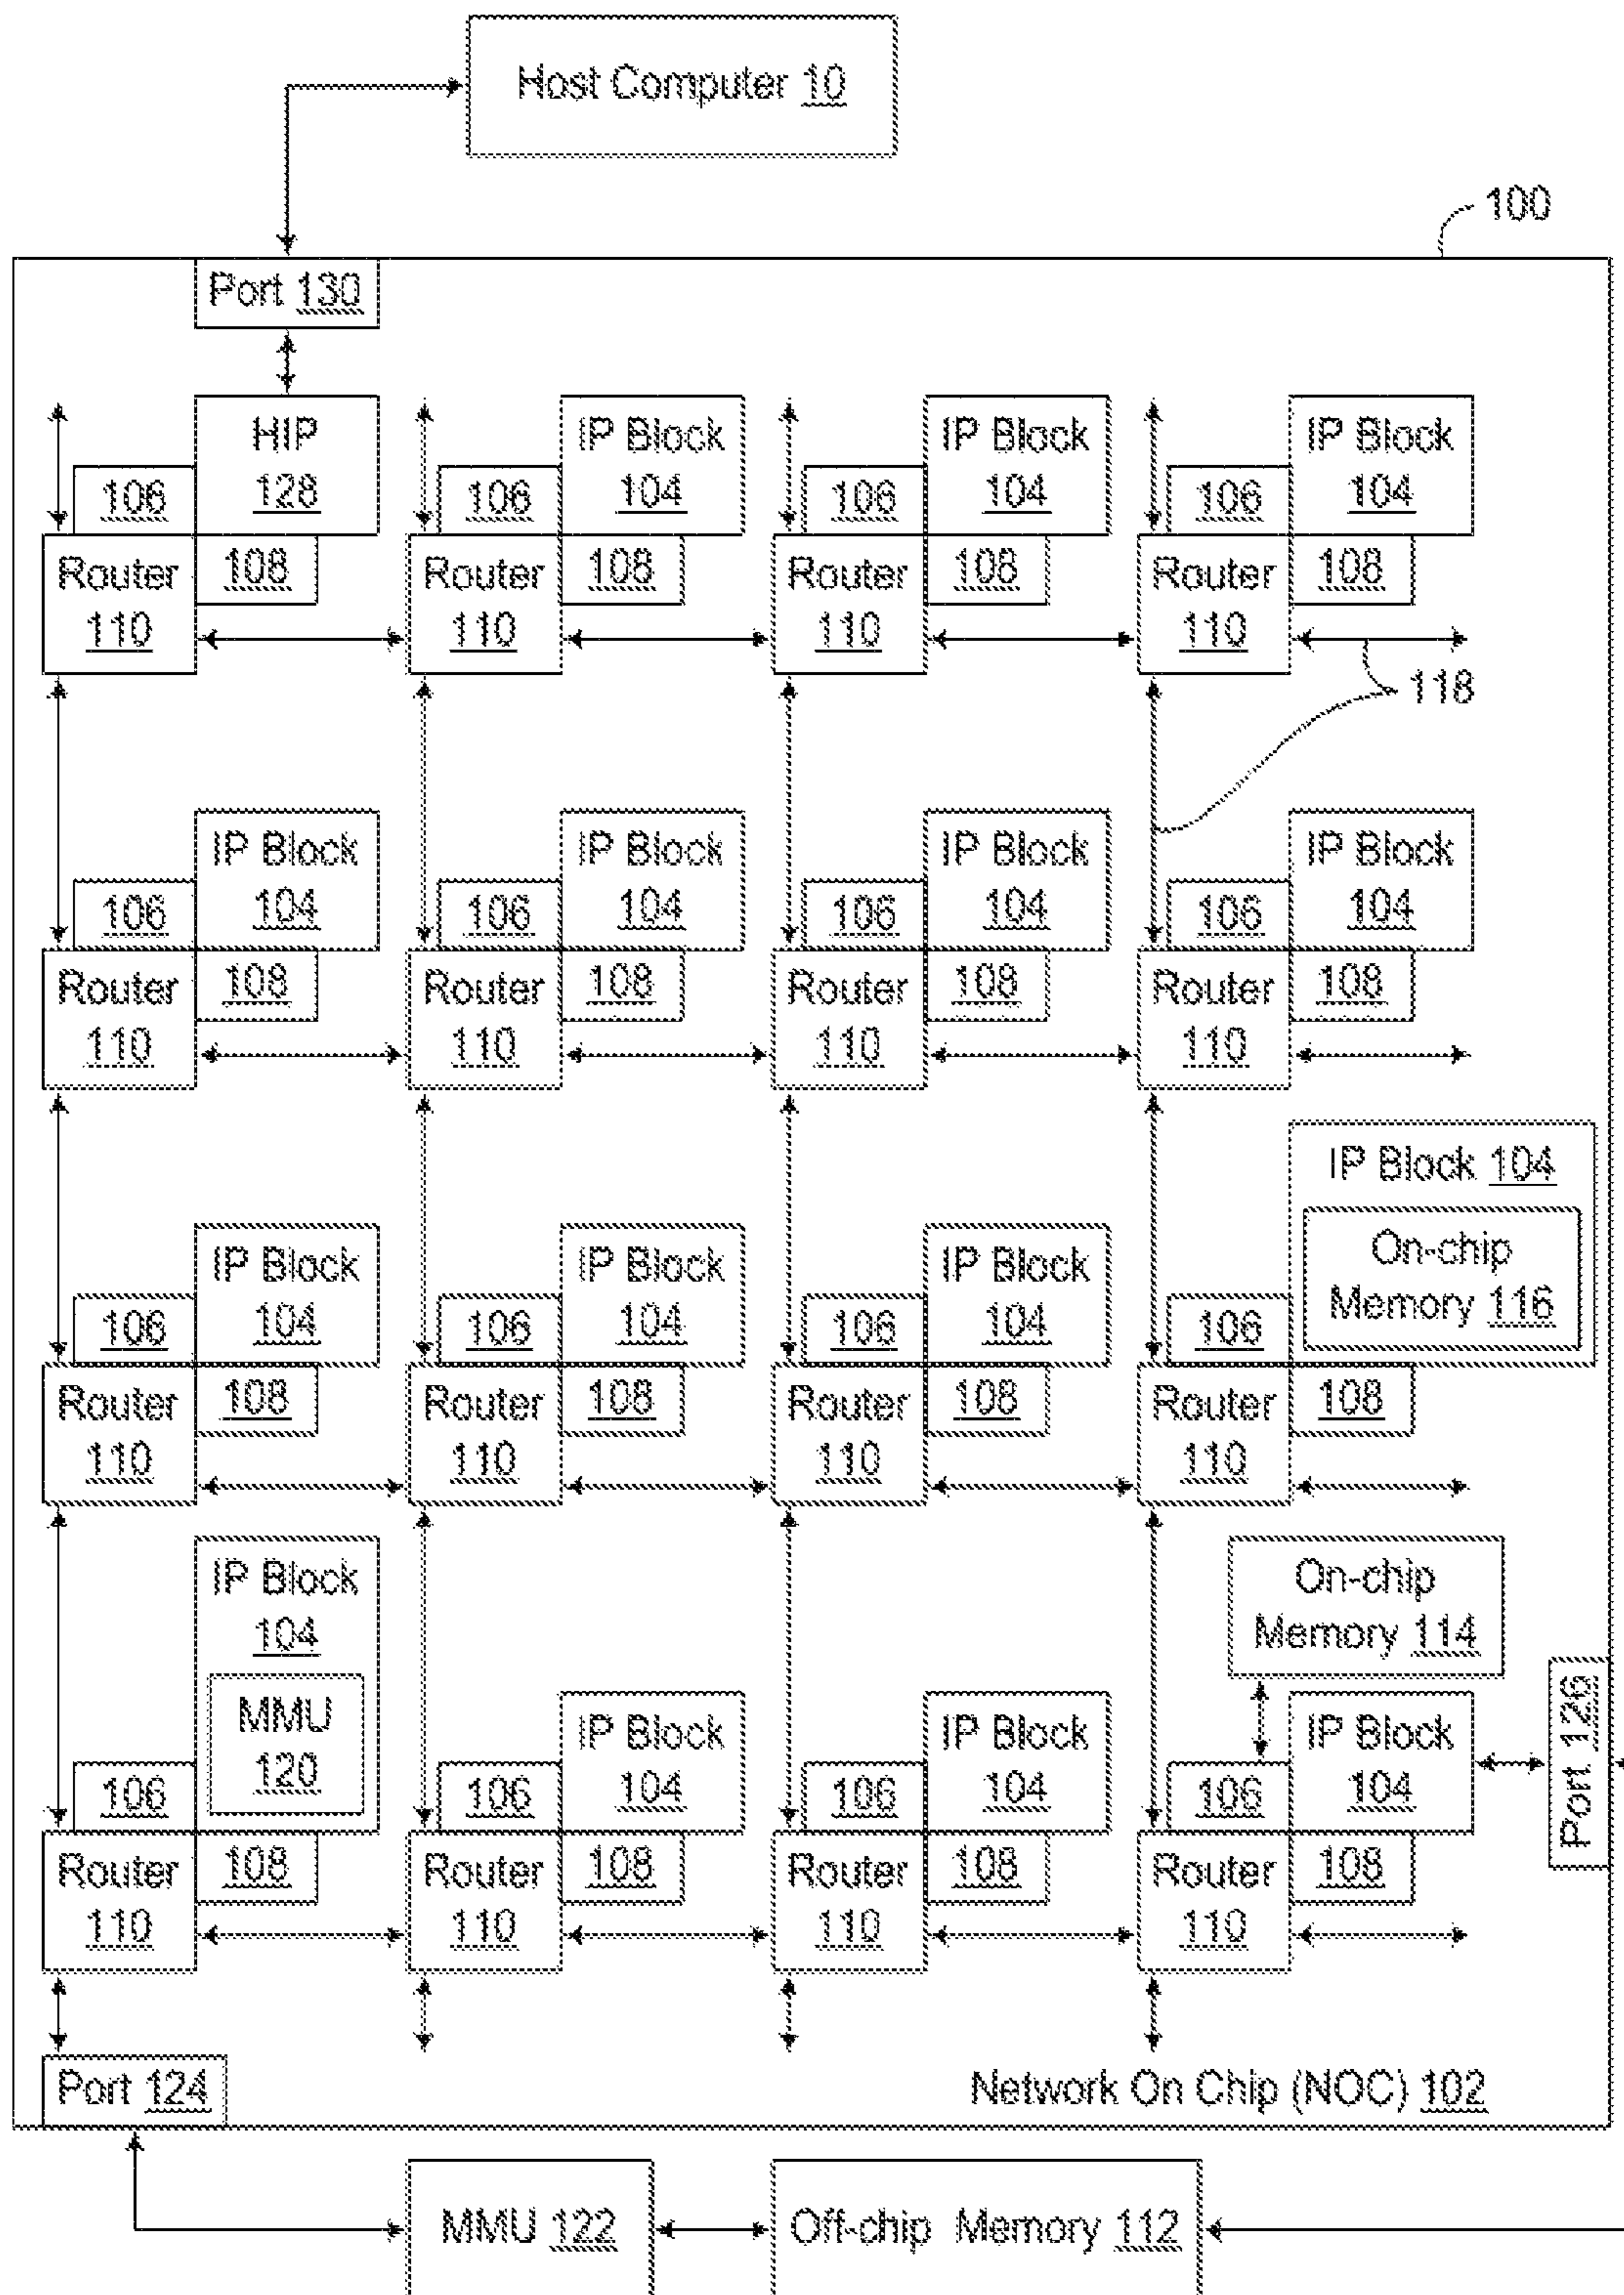 Host Computer 10
100
Port 130
HIP
128
106
Router
110
108
IP Block
104
106
Router
110
108
IP Block
104
106
Router
110
108
IP Block
104
106
Router
110
108
118
IP Block
104
106
Router
110
108
IP Block
104
106
Router
110
108
IP Block
104
106
Router
110
108
IP Block
104
106
Router
110
108
IP Block
104
106
Router
110
108
IP Block
104
106
Router
110
108
IP Block
104
106
Router
110
108
IP Block 104
On-chip
Memory 116
106
Router
110
108
IP Block
104
MMU
120
106
Router
110
108
IP Block
104
106
Router
110
108
IP Block
104
106
Router
110
108
On-chip
Memory 114
IP Block
104
106
Router
110
108
Port 126
Port 124
Network On Chip (NOC) 102
MMU 122
Off-chip Memory 112